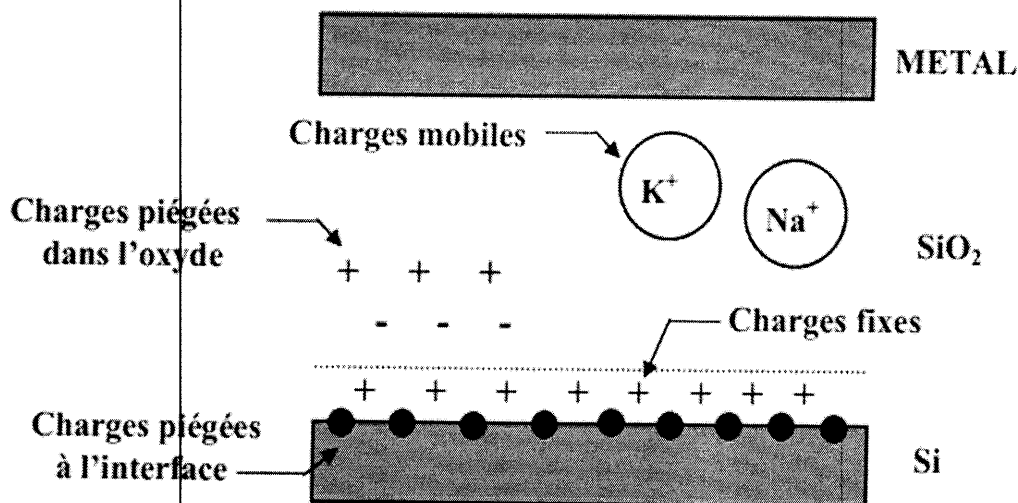 METAL
Charges mobiles
K⁺
Na⁺
Charges piégées
dans l'oxyde
SiO₂
+ + +
- - -
Charges fixes
+ + + + + + + +
Charges piégées
à l'interface
Si